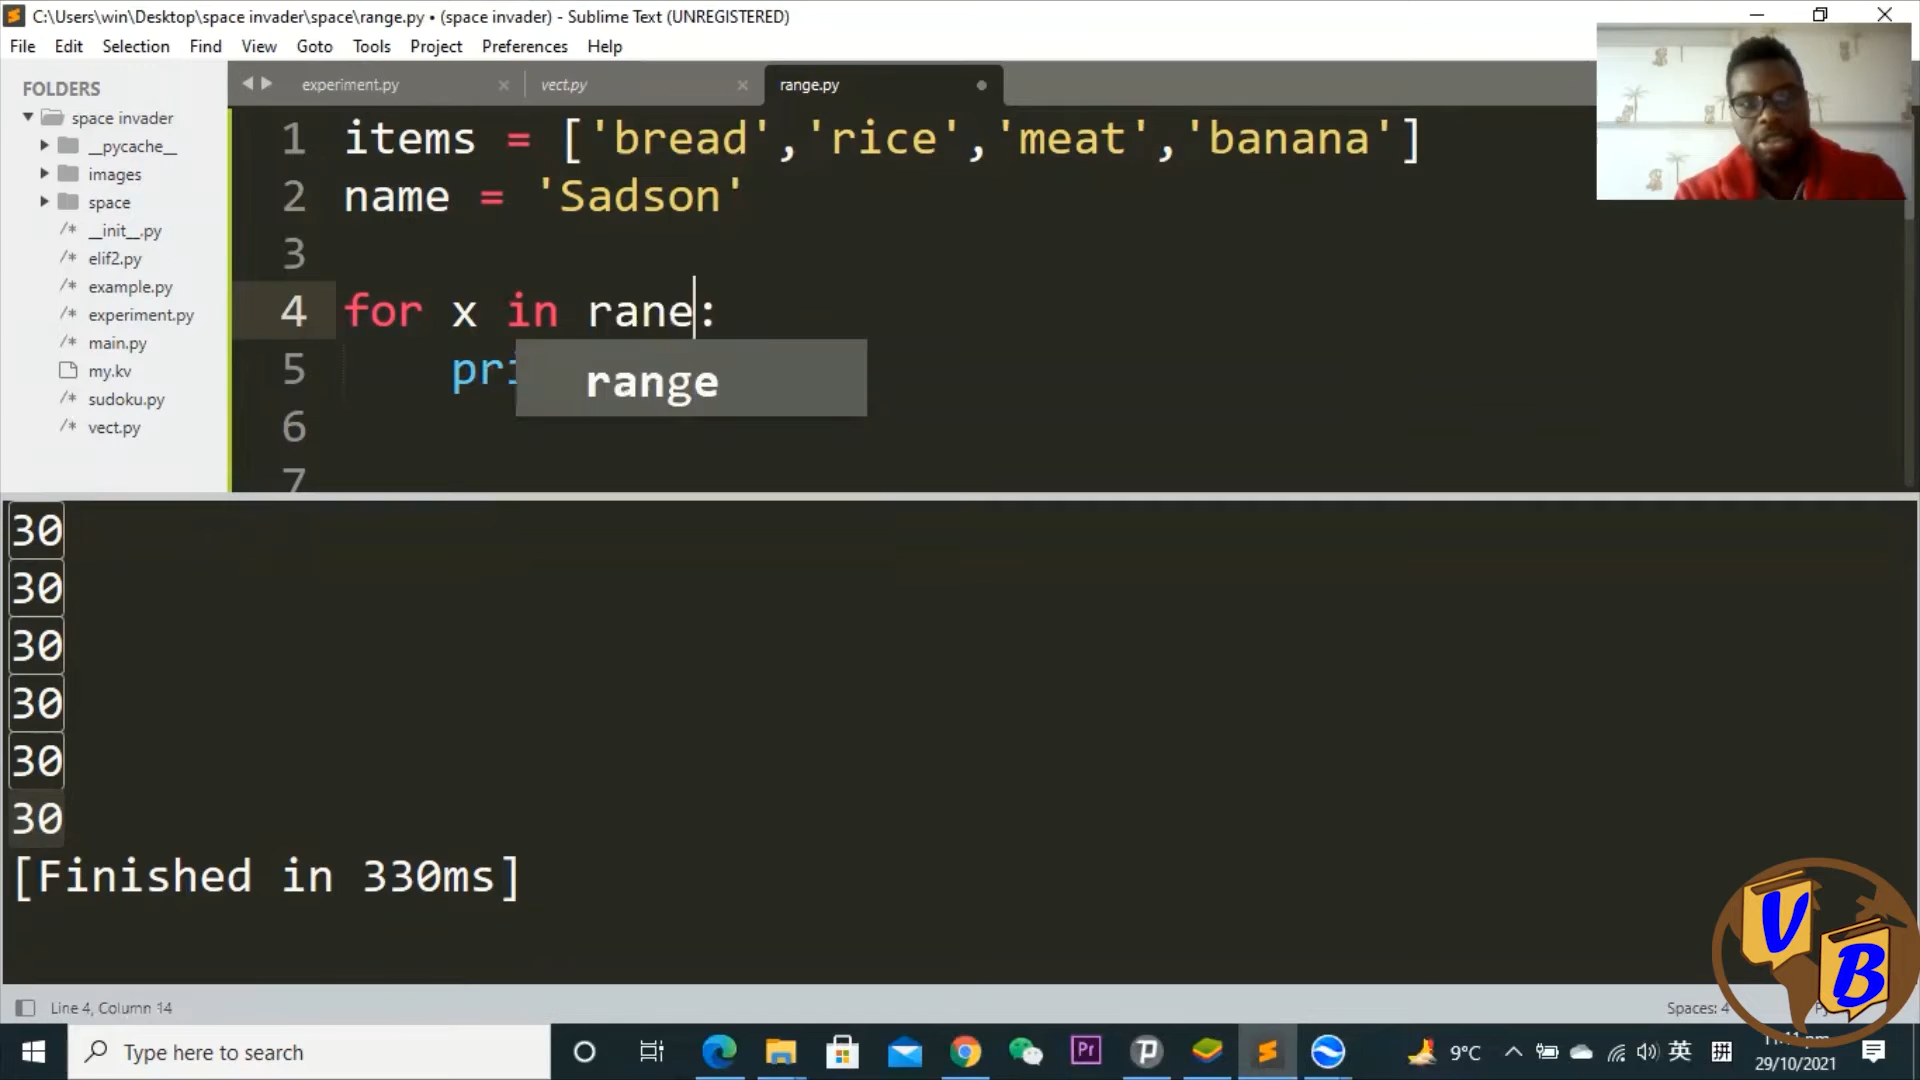 C:\Users\win\Desktop\space invader\space\range.py • (space invader) - Sublime Text (UNREGISTERED)
File Edit Selection Find View Goto Tools Project Preferences Help
FOLDERS
space invader
__pycache__
images
space
/* __init__.py
/* elif2.py
/* example.py
/* experiment.py
/* main.py
my.kv
/* sudoku.py
/* vect.py
experiment.py vect.py range.py
1 items = ['bread','rice','meat','banana']
2 name = 'Sadson'
3
4 for x in rane:
5 pri
range
6
7
30
30
30
30
30
30
[Finished in 330ms]
V
B
Line 4, Column 14 Spaces: 4
Type here to search
Pr
9°C
英
29/10/2021